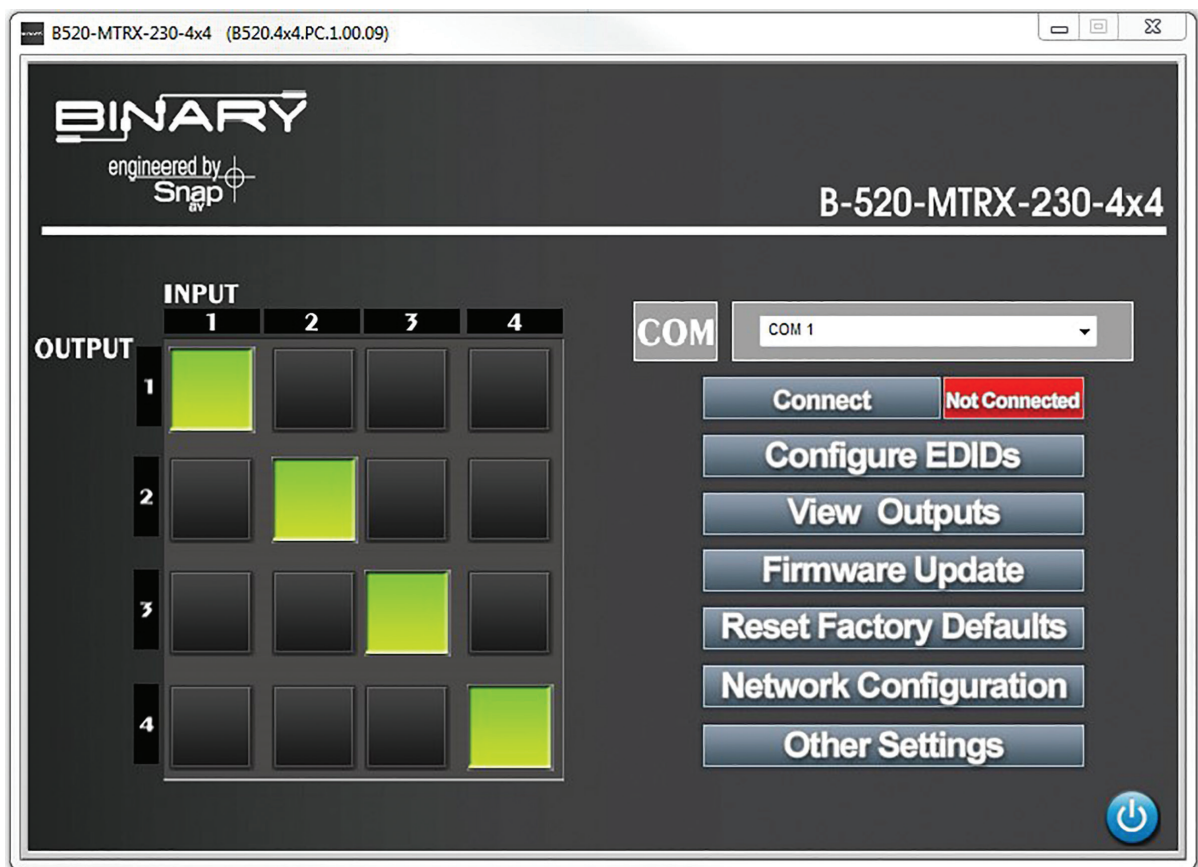 B520-MTRX-230-4x4 (B520.4x4.PC.1.00.09)
BINARY
engineered by
Snap
AV
B-520-MTRX-230-4x4
INPUT
1 2 3 4
OUTPUT
1
2
3
4
COM
COM 1
Connect
Not Connected
Configure EDIDs
View Outputs
Firmware Update
Reset Factory Defaults
Network Configuration
Other Settings